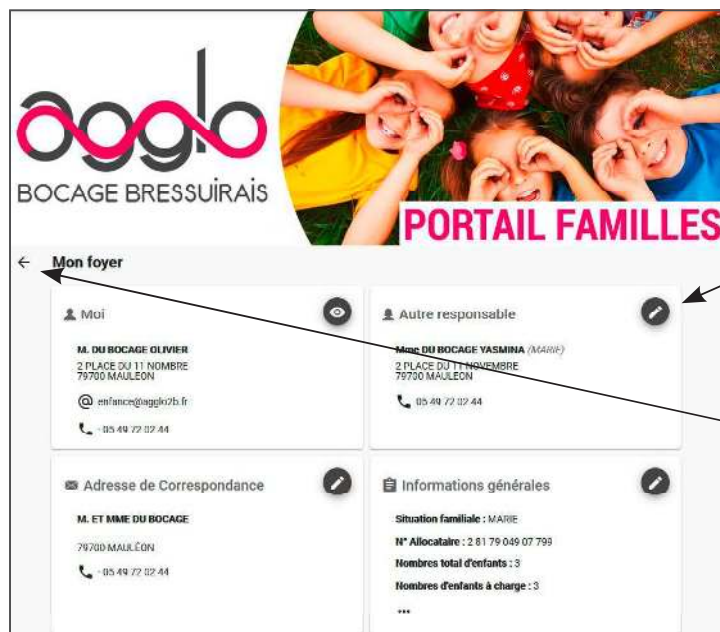 agglo
BOCAGE BRESSUIRAIS
PORTAIL FAMILLES
Mon foyer
Moi
M. DU BOCAGE OLIVIER
2 PLACE DU 11 NOMBRE
79700 MAULEON
enfance@agglo2b.fr
- 05 49 72 02 44
Autre responsable
Mme DU BOCAGE YASMINA (MARIE)
2 PLACE DU 11 NOVEMBRE
79700 MAULEON
05 49 72 02 44
Adresse de Correspondance
M. ET MME DU BOCAGE
79700 MAULÉON
- 05 49 72 02 44
Informations générales
Situation familiale : MARIE
N° Allocataire : 2 81 79 049 07 799
Nombres total d'enfants : 3
Nombres d'enfants à charge : 3
...